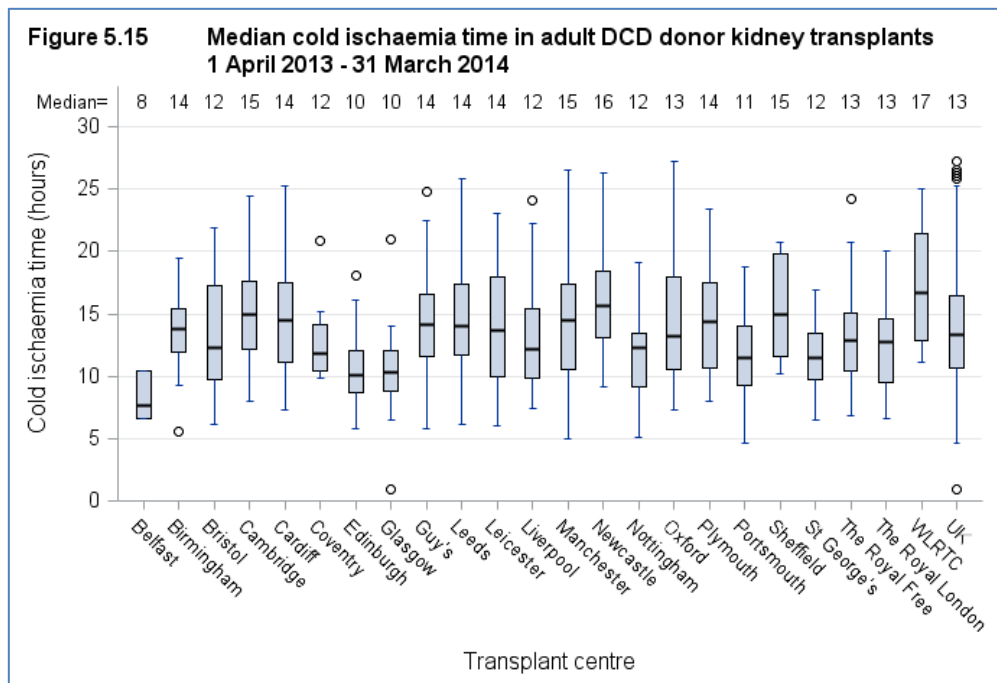 Figure 5.15 Median cold ischaemia time in adult DCD donor kidney transplants
1 April 2013 - 31 March 2014
Median= 8 14 12 15 14 12 10 10 14 14 14 12 15 16 12 13 14 11 15 12 13 13 17 13
Cold ischaemia time (hours)
30
25
20
15
10
5
0
Belfast
Birmingham
Bristol
Cambridge
Cardiff
Coventry
Edinburgh
Glasgow
Guy's
Leeds
Leicester
Liverpool
Manchester
Newcastle
Nottingham
Oxford
Plymouth
Portsmouth
Sheffield
St George's
The Royal Free
The Royal London
WLRTC
UK
Transplant centre